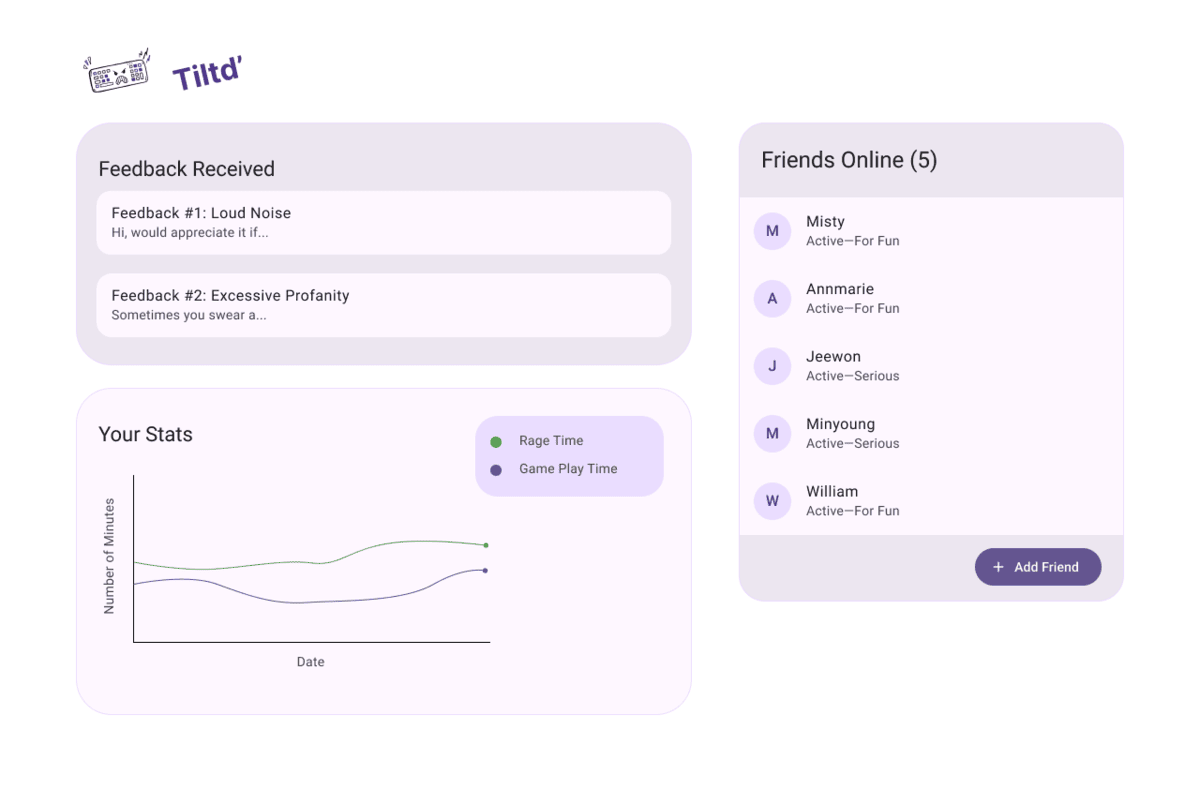 Tiltd’
Feedback Received
Feedback #1: Loud Noise
Hi, would appreciate it if...
Feedback #2: Excessive Profanity
Sometimes you swear a...
Your Stats
Rage Time
Game Play Time
Number of Minutes
Date
Friends Online (5)
M
Misty
Active—For Fun
A
Annmarie
Active—For Fun
J
Jeewon
Active—Serious
M
Minyoung
Active—Serious
W
William
Active—For Fun
+ Add Friend